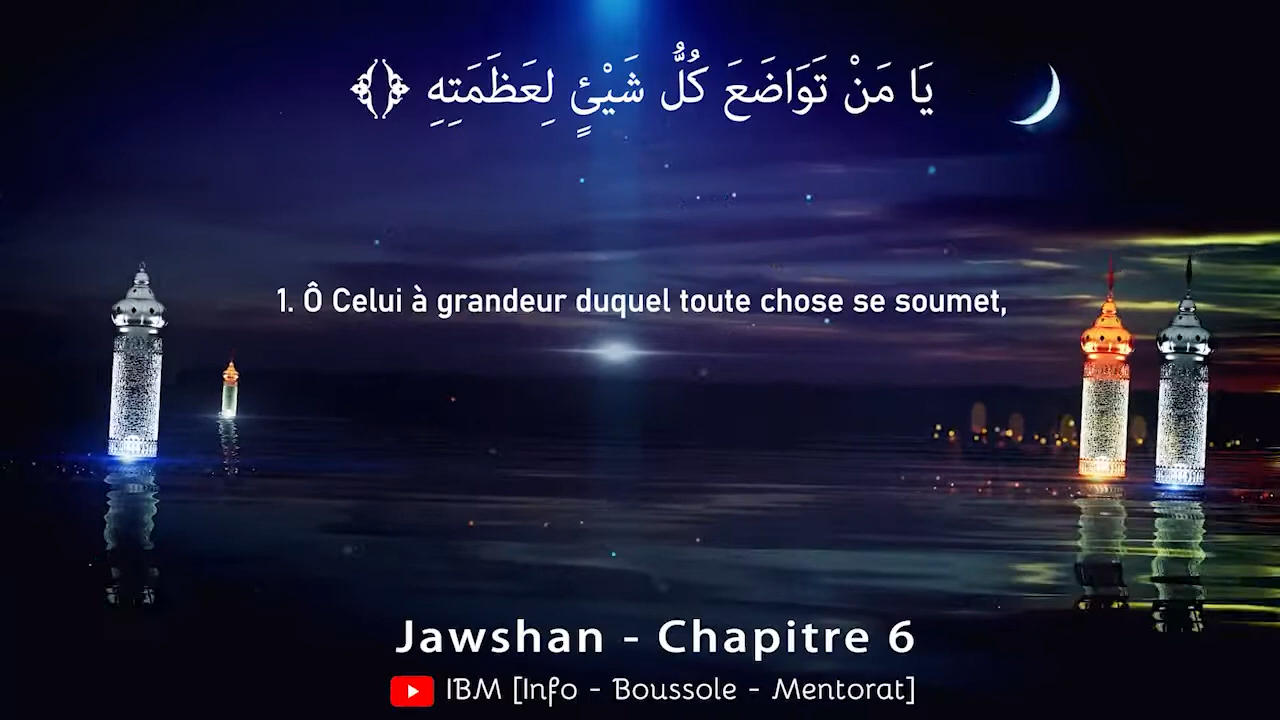 يَا مَنْ تَوَاضَعَ كُلُّ شَيْئٍ لِعَظَمَتِهِ ﴿﴾
1. Ô Celui à grandeur duquel toute chose se soumet,
Jawshan - Chapitre 6
IBM [Info - Boussole - Mentorat]